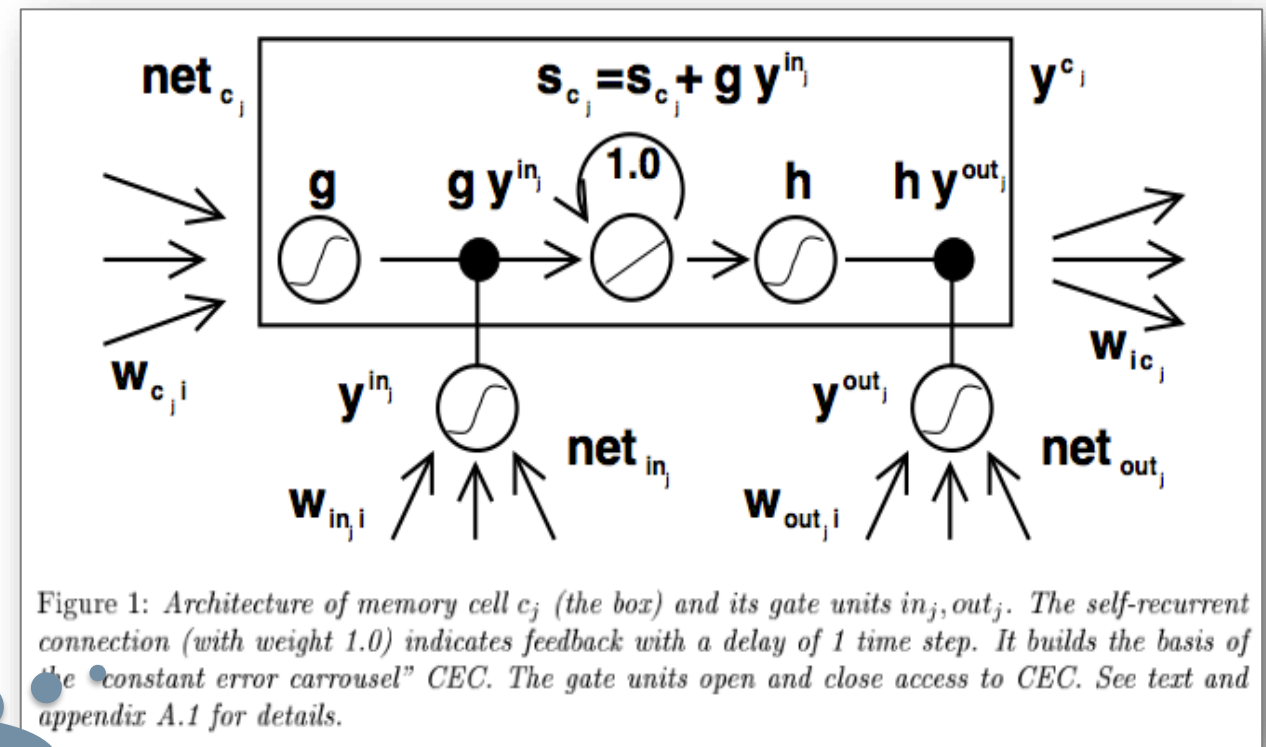 net c j
s c j =s c j + g y in j
y c j
g
g y in j
1.0
h
h y out j
w c j i
w ic j
y in j
net in j
y out j
net out j
w in j i
w out j i
Figure 1: Architecture of memory cell cj (the box) and its gate units inj, outj. The self-recurrent
connection (with weight 1.0) indicates feedback with a delay of 1 time step. It builds the basis of
"constant error carrousel" CEC. The gate units open and close access to CEC. See text and
appendix A.1 for details.